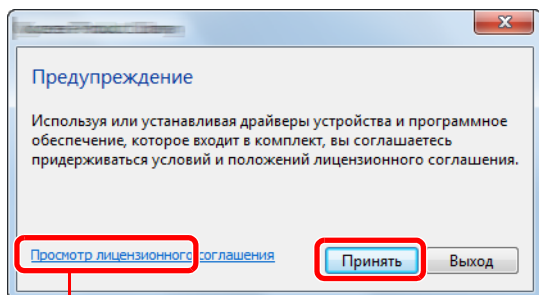 Предупреждение
Используя или устанавливая драйверы устройства и программное
обеспечение, которое входит в комплект, вы соглашаетесь
придерживаться условий и положений лицензионного соглашения.
Просмотр лицензионного соглашения
Принять
Выход